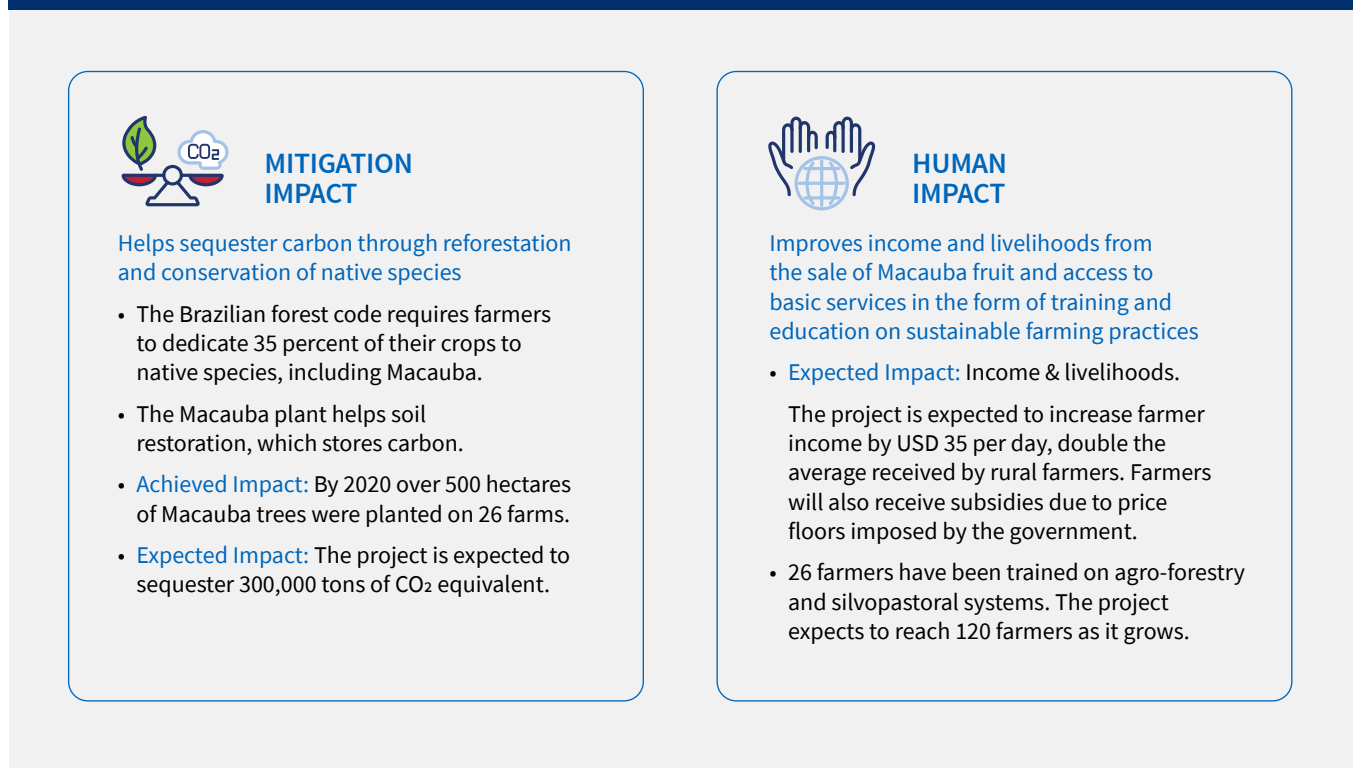 CO₂
MITIGATION
IMPACT
Helps sequester carbon through reforestation
and conservation of native species
• The Brazilian forest code requires farmers
to dedicate 35 percent of their crops to
native species, including Macauba.
• The Macauba plant helps soil
restoration, which stores carbon.
• Achieved Impact: By 2020 over 500 hectares
of Macauba trees were planted on 26 farms.
• Expected Impact: The project is expected to
sequester 300,000 tons of CO₂ equivalent.
HUMAN
IMPACT
Improves income and livelihoods from
the sale of Macauba fruit and access to
basic services in the form of training and
education on sustainable farming practices
• Expected Impact: Income & livelihoods.
The project is expected to increase farmer
income by USD 35 per day, double the
average received by rural farmers. Farmers
will also receive subsidies due to price
floors imposed by the government.
• 26 farmers have been trained on agro-forestry
and silvopastoral systems. The project
expects to reach 120 farmers as it grows.